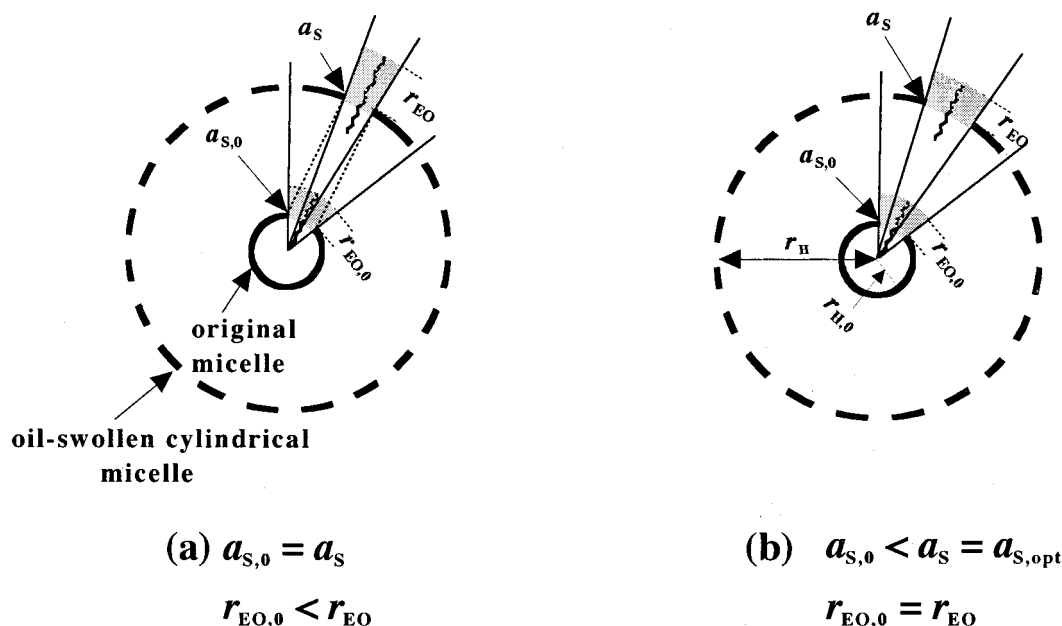 a_S
r_EO
a_S,0
r_EO,0
original
micelle
oil-swollen cylindrical
micelle
(a) a_S,0 = a_S
r_EO,0 < r_EO
a_S
r_EO
a_S,0
r_H
r_EO,0
r_H,0
(b) a_S,0 < a_S = a_S,opt
r_EO,0 = r_EO